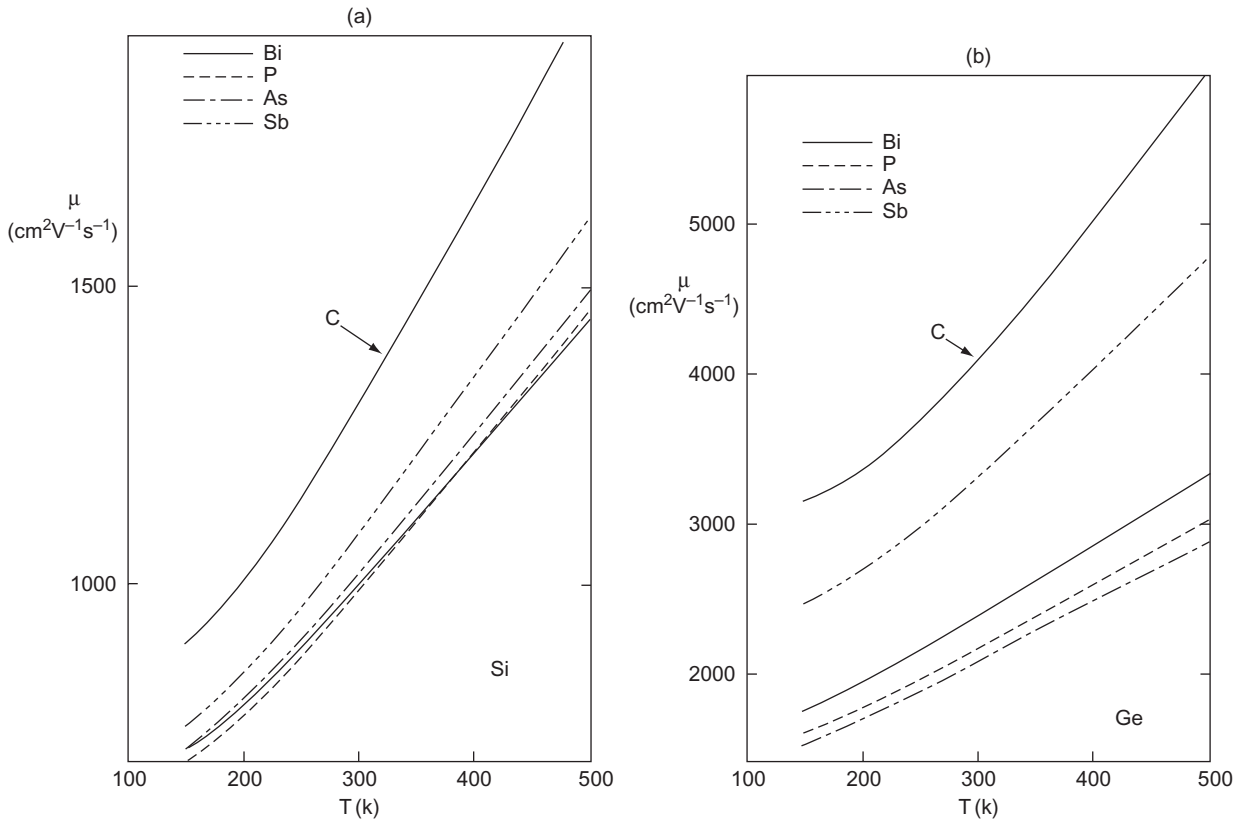 (a)
Bi
P
As
Sb
μ
(cm²V⁻¹s⁻¹)
1500
1000
C
Si
100
200
300
400
500
T (k)
(b)
Bi
P
As
Sb
μ
(cm²V⁻¹s⁻¹)
5000
4000
3000
2000
C
Ge
100
200
300
400
500
T (k)